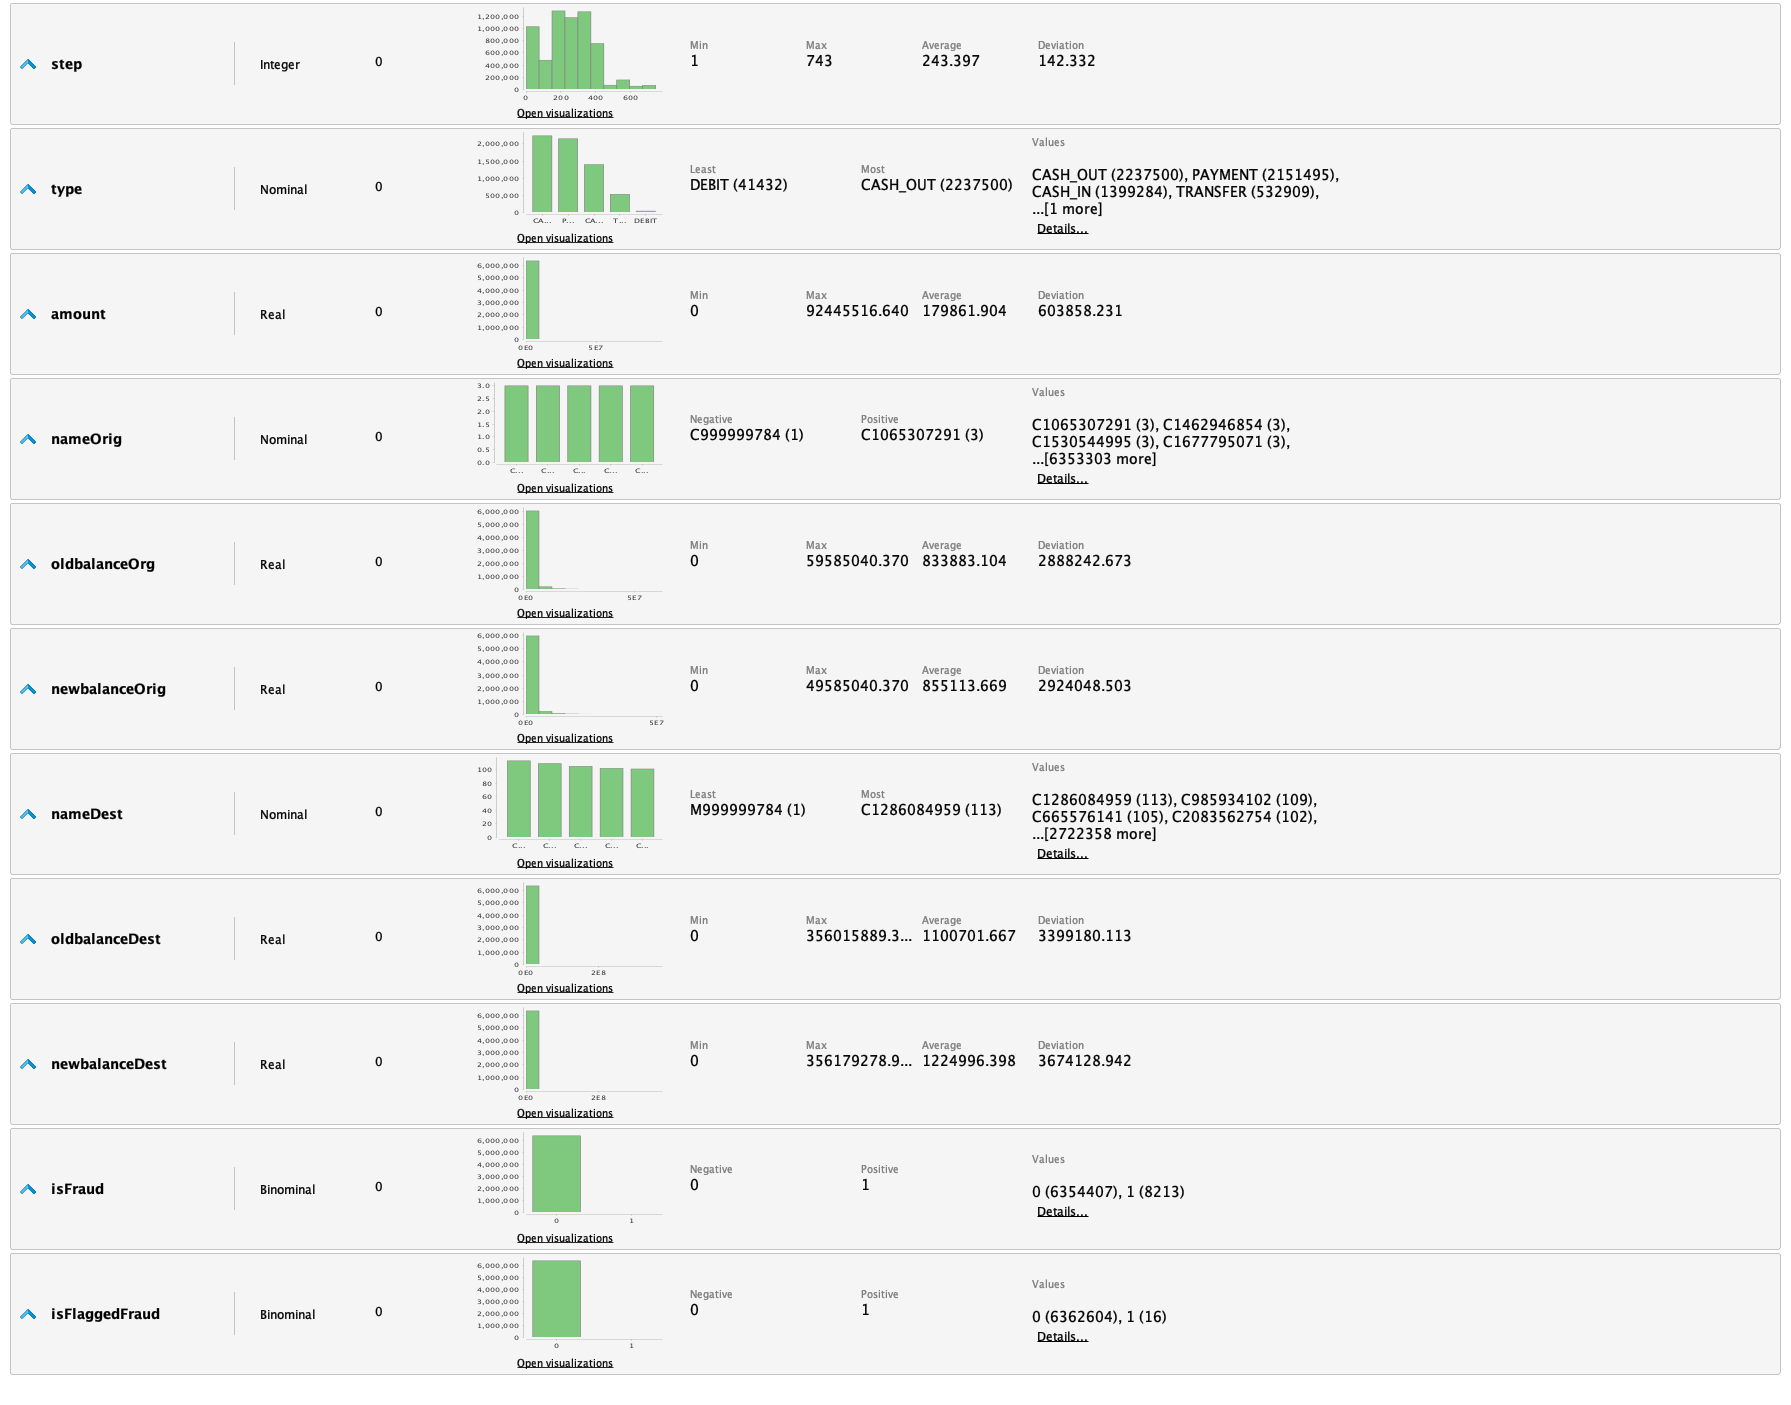 step Integer 0
1,200,000
1,000,000
800,000
600,000
400,000
200,000
0
0 200 400 600
Open visualizations
Min Max Average Deviation
1 743 243.397 142.332
type Nominal 0
2,000,000
1,500,000
1,000,000
500,000
0
CA... P... CA... T... DEBIT
Open visualizations
Least Most
DEBIT (41432) CASH_OUT (2237500)
Values
CASH_OUT (2237500), PAYMENT (2151495),
CASH_IN (1399284), TRANSFER (532909),
...[1 more]
Details...
amount Real 0
6,000,000
5,000,000
4,000,000
3,000,000
2,000,000
1,000,000
0
0E0 5E7
Open visualizations
Min Max Average Deviation
0 92445516.640 179861.904 603858.231
nameOrig Nominal 0
3.0
2.5
2.0
1.5
1.0
0.5
0.0
C... C... C... C... C...
Open visualizations
Negative Positive
C999999784 (1) C1065307291 (3)
Values
C1065307291 (3), C1462946854 (3),
C1530544995 (3), C1677795071 (3),
...[6353303 more]
Details...
oldbalanceOrg Real 0
6,000,000
5,000,000
4,000,000
3,000,000
2,000,000
1,000,000
0
0E0 5E7
Open visualizations
Min Max Average Deviation
0 59585040.370 833883.104 2888242.673
newbalanceOrig Real 0
6,000,000
5,000,000
4,000,000
3,000,000
2,000,000
1,000,000
0
0E0 5E7
Open visualizations
Min Max Average Deviation
0 49585040.370 855113.669 2924048.503
nameDest Nominal 0
100
80
60
40
20
0
C... C... C... C... C...
Open visualizations
Least Most
M999999784 (1) C1286084959 (113)
Values
C1286084959 (113), C985934102 (109),
C665576141 (105), C2083562754 (102),
...[2722358 more]
Details...
oldbalanceDest Real 0
6,000,000
5,000,000
4,000,000
3,000,000
2,000,000
1,000,000
0
0E0 2E8
Open visualizations
Min Max Average Deviation
0 356015889.3... 1100701.667 3399180.113
newbalanceDest Real 0
6,000,000
5,000,000
4,000,000
3,000,000
2,000,000
1,000,000
0
0E0 2E8
Open visualizations
Min Max Average Deviation
0 356179278.9... 1224996.398 3674128.942
isFraud Binominal 0
6,000,000
5,000,000
4,000,000
3,000,000
2,000,000
1,000,000
0
0 1
Open visualizations
Negative Positive
0 1
Values
0 (6354407), 1 (8213)
Details...
isFlaggedFraud Binominal 0
6,000,000
5,000,000
4,000,000
3,000,000
2,000,000
1,000,000
0
0 1
Open visualizations
Negative Positive
0 1
Values
0 (6362604), 1 (16)
Details...